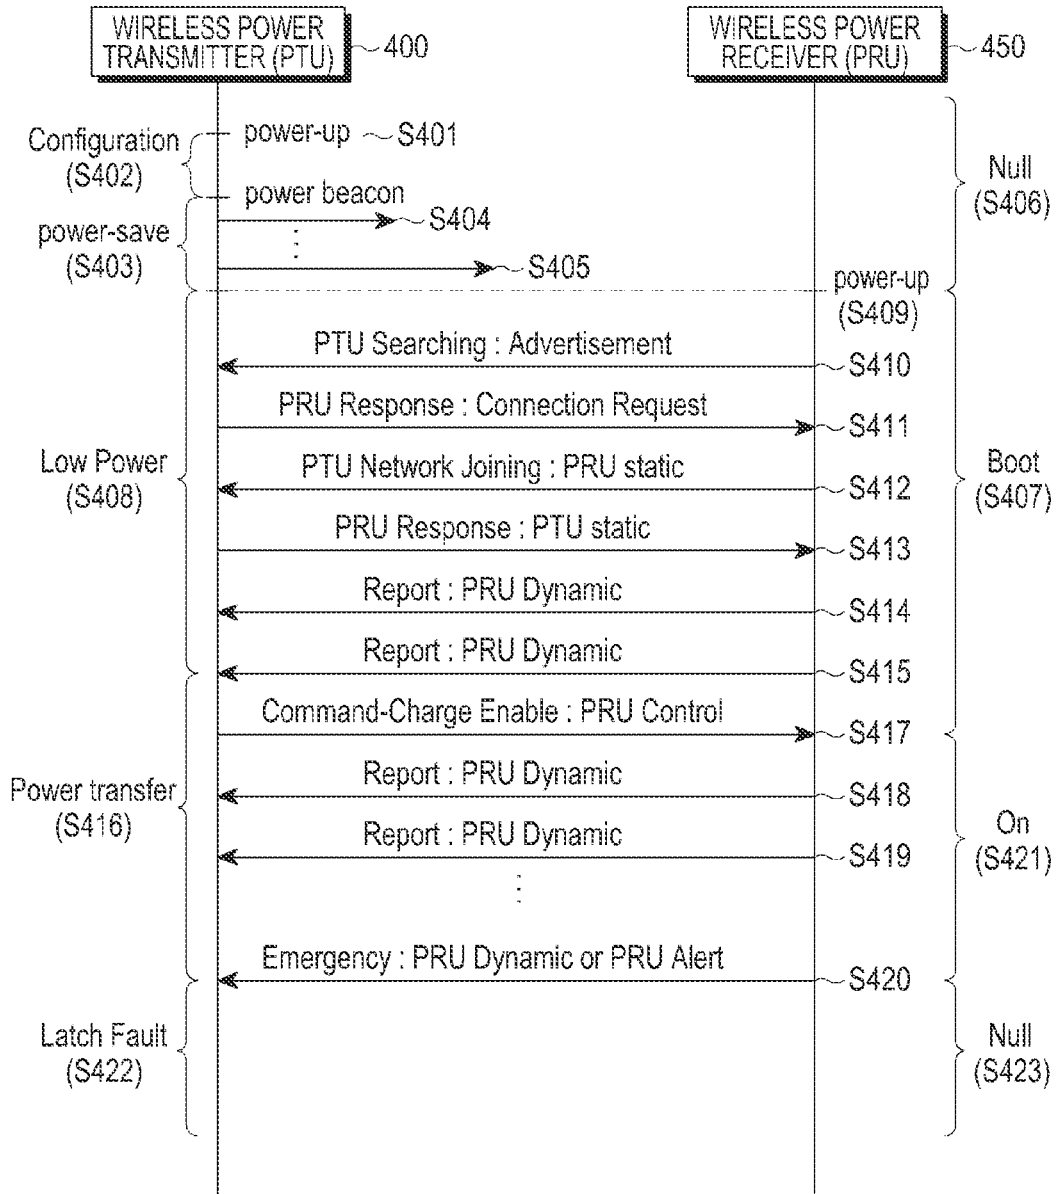 WIRELESS POWER
TRANSMITTER (PTU)
400
WIRELESS POWER
RECEIVER (PRU)
450
Configuration
(S402)
power-up
S401
Null
(S406)
power beacon
S404
power-save
(S403)
S405
power-up
(S409)
PTU Searching : Advertisement
S410
PRU Response : Connection Request
S411
Low Power
(S408)
PTU Network Joining : PRU static
S412
Boot
(S407)
PRU Response : PTU static
S413
Report : PRU Dynamic
S414
Report : PRU Dynamic
S415
Command-Charge Enable : PRU Control
S417
Power transfer
(S416)
Report : PRU Dynamic
S418
Report : PRU Dynamic
S419
On
(S421)
Emergency : PRU Dynamic or PRU Alert
S420
Latch Fault
(S422)
Null
(S423)